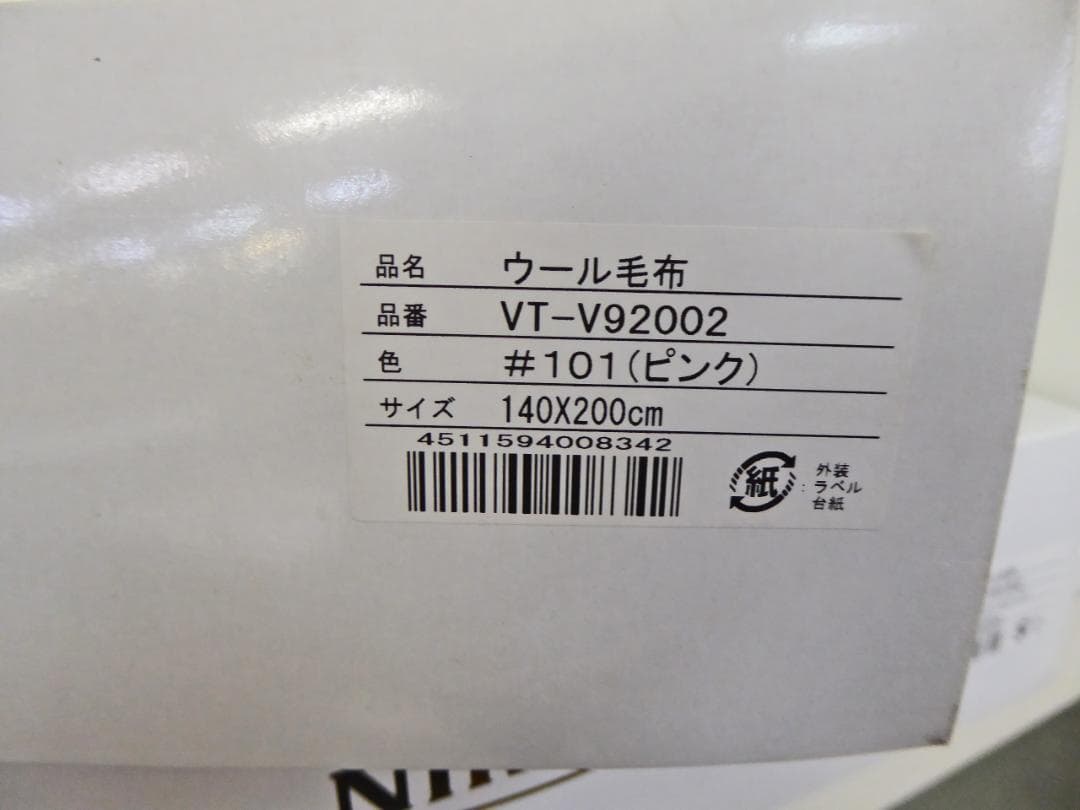 品名 ウール毛布
品番 VT-V92002
色 #101(ピンク)
サイズ 140X200cm
4511594008342
紙 : 外装
ラベル
台紙